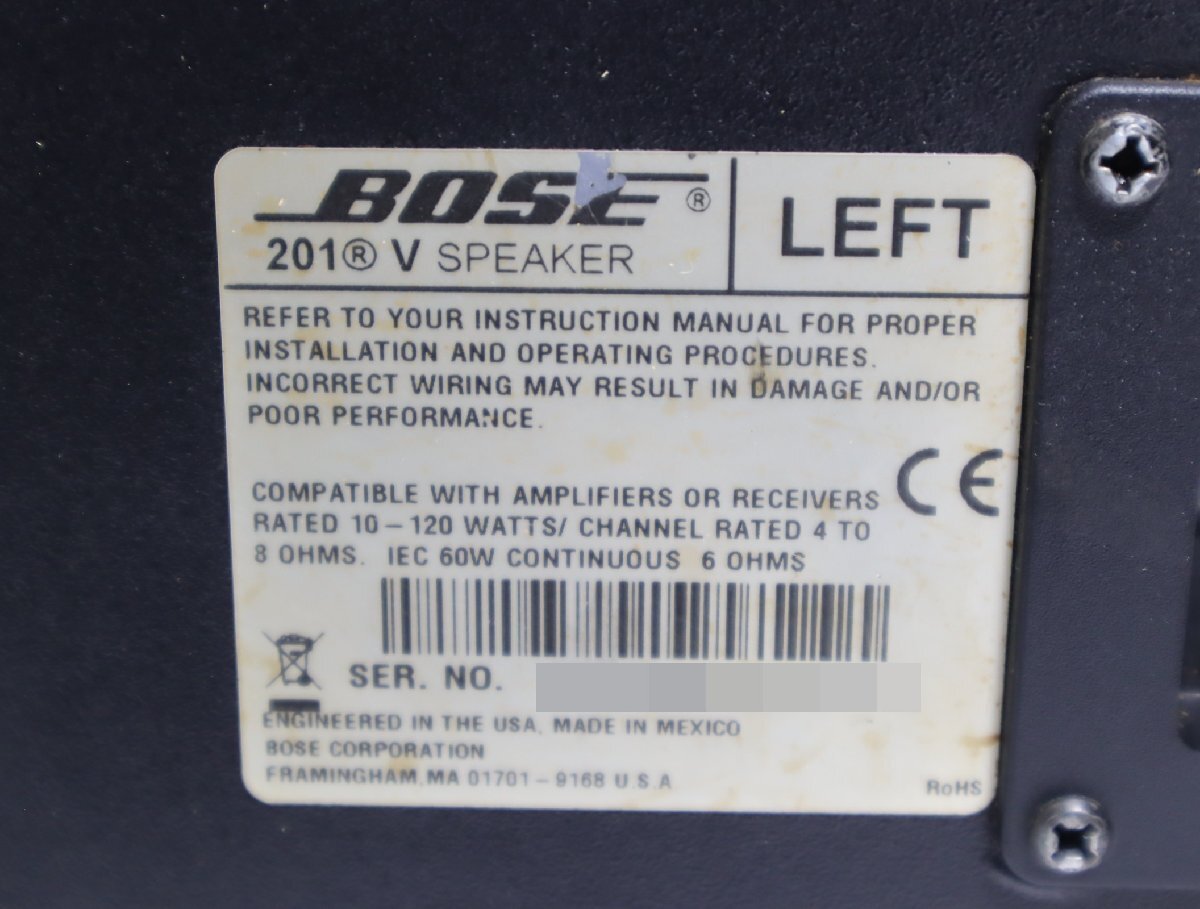 BOSE®
201® V SPEAKER
LEFT
REFER TO YOUR INSTRUCTION MANUAL FOR PROPER
INSTALLATION AND OPERATING PROCEDURES.
INCORRECT WIRING MAY RESULT IN DAMAGE AND/OR
POOR PERFORMANCE.
CE
COMPATIBLE WITH AMPLIFIERS OR RECEIVERS
RATED 10 – 120 WATTS/ CHANNEL RATED 4 TO
8 OHMS. IEC 60W CONTINUOUS 6 OHMS
SER. NO.
ENGINEERED IN THE USA, MADE IN MEXICO
BOSE CORPORATION
FRAMINGHAM, MA 01701 – 9168 U.S.A
RoHS